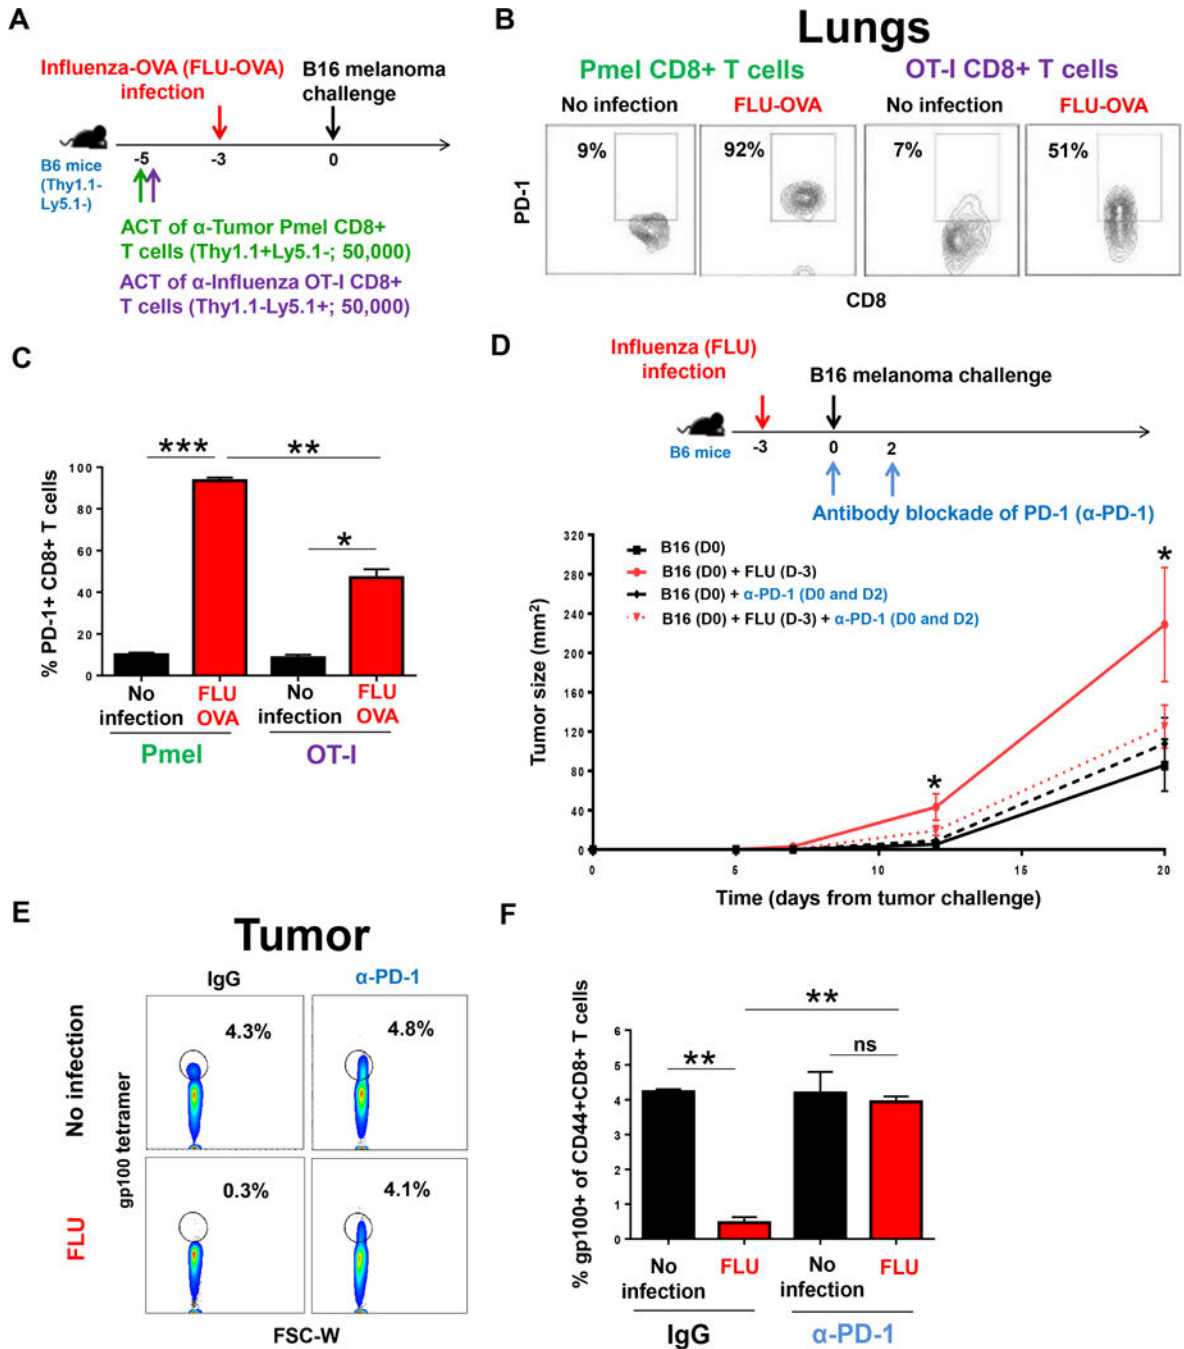 A
Influenza-OVA (FLU-OVA)
infection
B16 melanoma
challenge
B6 mice
(Thy1.1-
Ly5.1-)
-5
-3
0
ACT of α-Tumor Pmel CD8+
T cells (Thy1.1+Ly5.1-; 50,000)
ACT of α-Influenza OT-I CD8+
T cells (Thy1.1-Ly5.1+; 50,000)
B
Lungs
Pmel CD8+ T cells
OT-I CD8+ T cells
No infection
FLU-OVA
No infection
FLU-OVA
9%
92%
7%
51%
PD-1
CD8
C
% PD-1+ CD8+ T cells
100
80
60
40
20
0
***
**
*
No
infection
FLU
OVA
No
infection
FLU
OVA
Pmel
OT-I
D
Influenza (FLU)
infection
B16 melanoma challenge
B6 mice
-3
0
2
Antibody blockade of PD-1 (α-PD-1)
B16 (D0)
B16 (D0) + FLU (D-3)
B16 (D0) + α-PD-1 (D0 and D2)
B16 (D0) + FLU (D-3) + α-PD-1 (D0 and D2)
Tumor size (mm²)
320
280
240
200
160
120
80
40
0
*
*
0
5
10
15
20
Time (days from tumor challenge)
E
Tumor
IgG
α-PD-1
No infection
FLU
gp100 tetramer
4.3%
4.8%
0.3%
4.1%
FSC-W
F
% gp100+ of CD44+CD8+ T cells
6
5
4
3
2
1
0
**
**
ns
No
infection
FLU
No
infection
FLU
IgG
α-PD-1